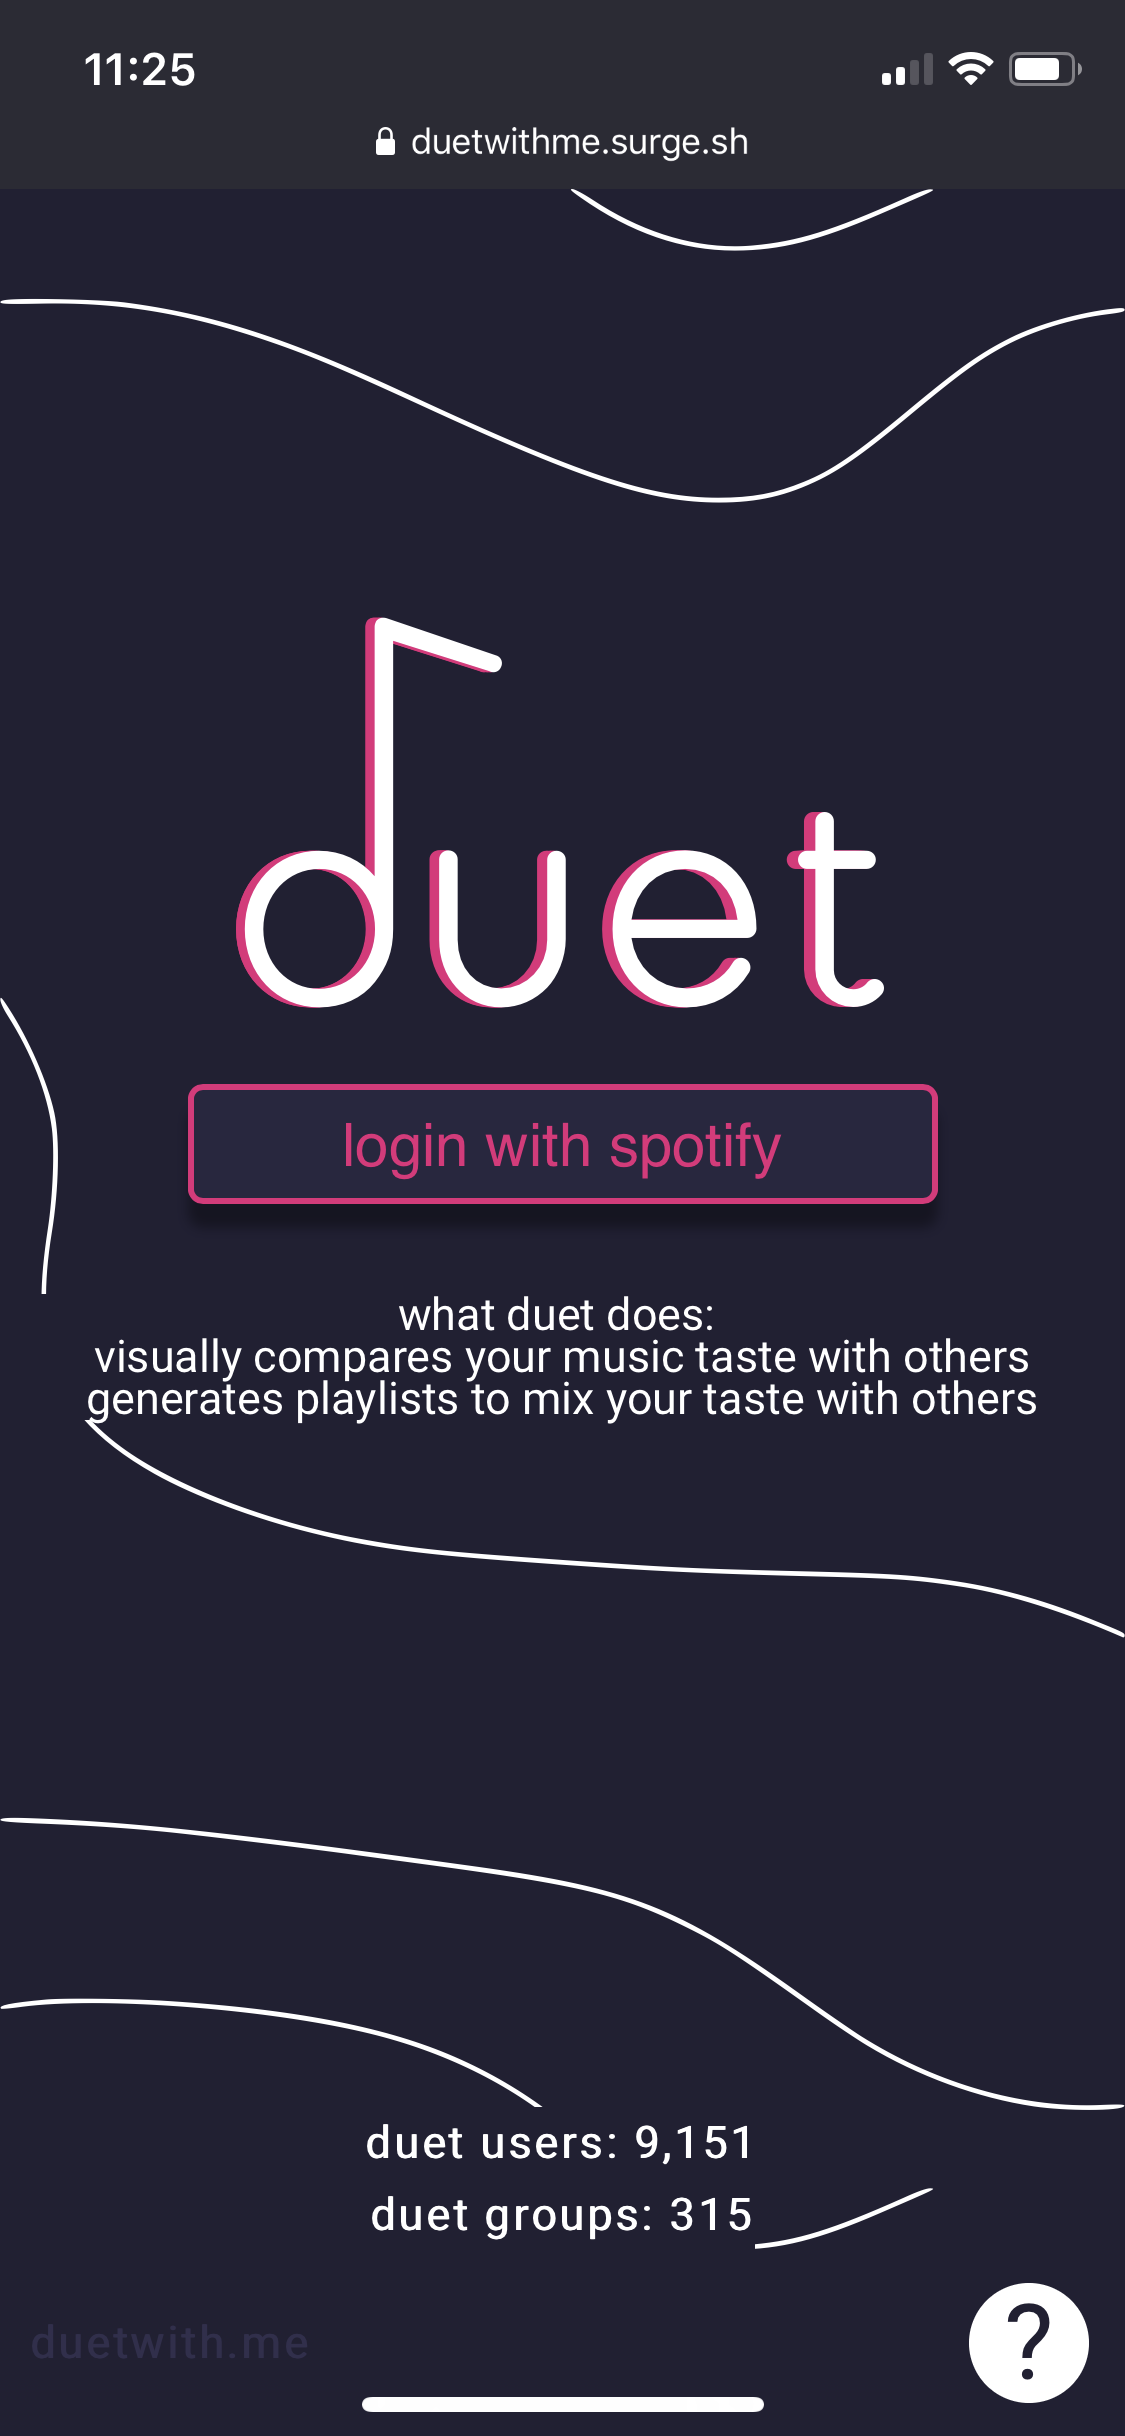 11:25
duetwithme.surge.sh
duet
login with spotify
what duet does:
visually compares your music taste with others
generates playlists to mix your taste with others
duet users: 9,151
duet groups: 315
duetwith.me
?